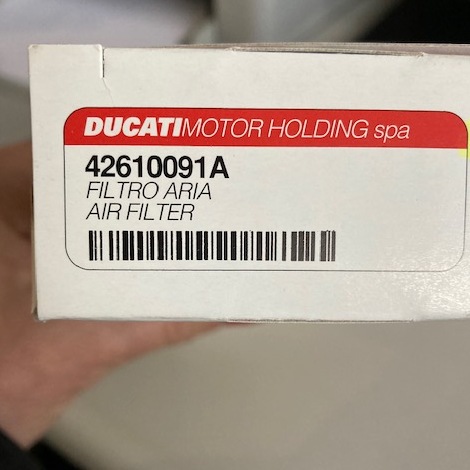 DUCATIMOTOR HOLDING spa
42610091A
FILTRO ARIA
AIR FILTER